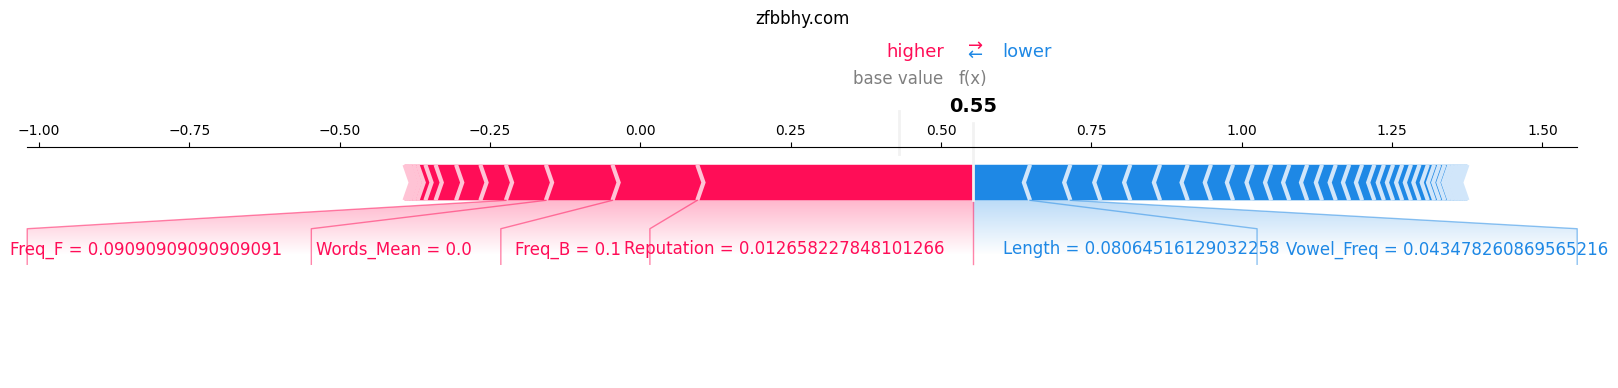 zfbbhy.com
higher ⇄ lower
base value f(x)
0.55
−1.00 −0.75 −0.50 −0.25 0.00 0.25 0.50 0.75 1.00 1.25 1.50
Freq_F = 0.09090909090909091 Words_Mean = 0.0 Freq_B = 0.1 Reputation = 0.012658227848101266 Length = 0.08064516129032258 Vowel_Freq = 0.043478260869565216